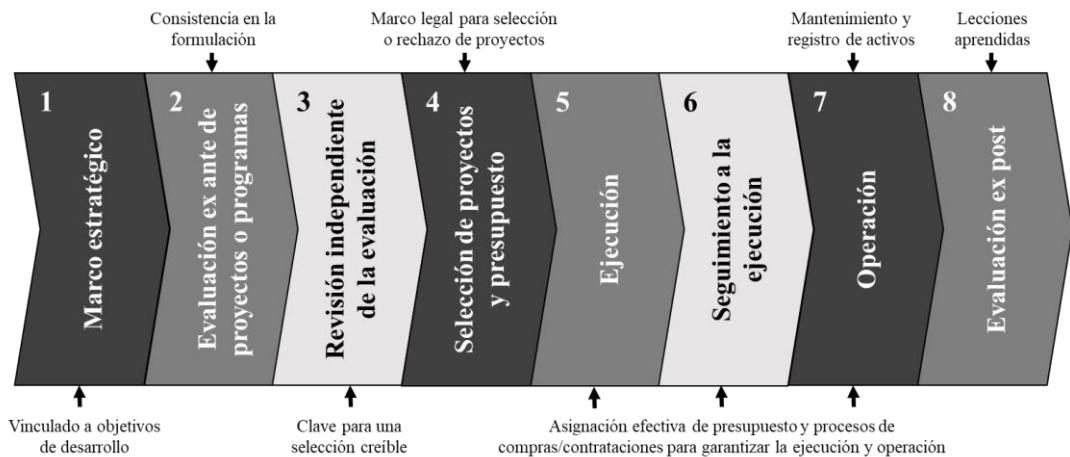 Consistencia en la
formulación
Marco legal para selección
o rechazo de proyectos
Mantenimiento y
registro de activos
Lecciones
aprendidas
1
Marco estratégico
2
Evaluación ex ante de
proyectos o programas
3
Revisión independiente
de la evaluación
4
Selección de proyectos
y presupuesto
5
Ejecución
6
Seguimiento a la
ejecución
7
Operación
8
Evaluación ex post
Vinculado a objetivos
de desarrollo
Clave para una
selección creíble
Asignación efectiva de presupuesto y procesos de
compras/contrataciones para garantizar la ejecución y operación